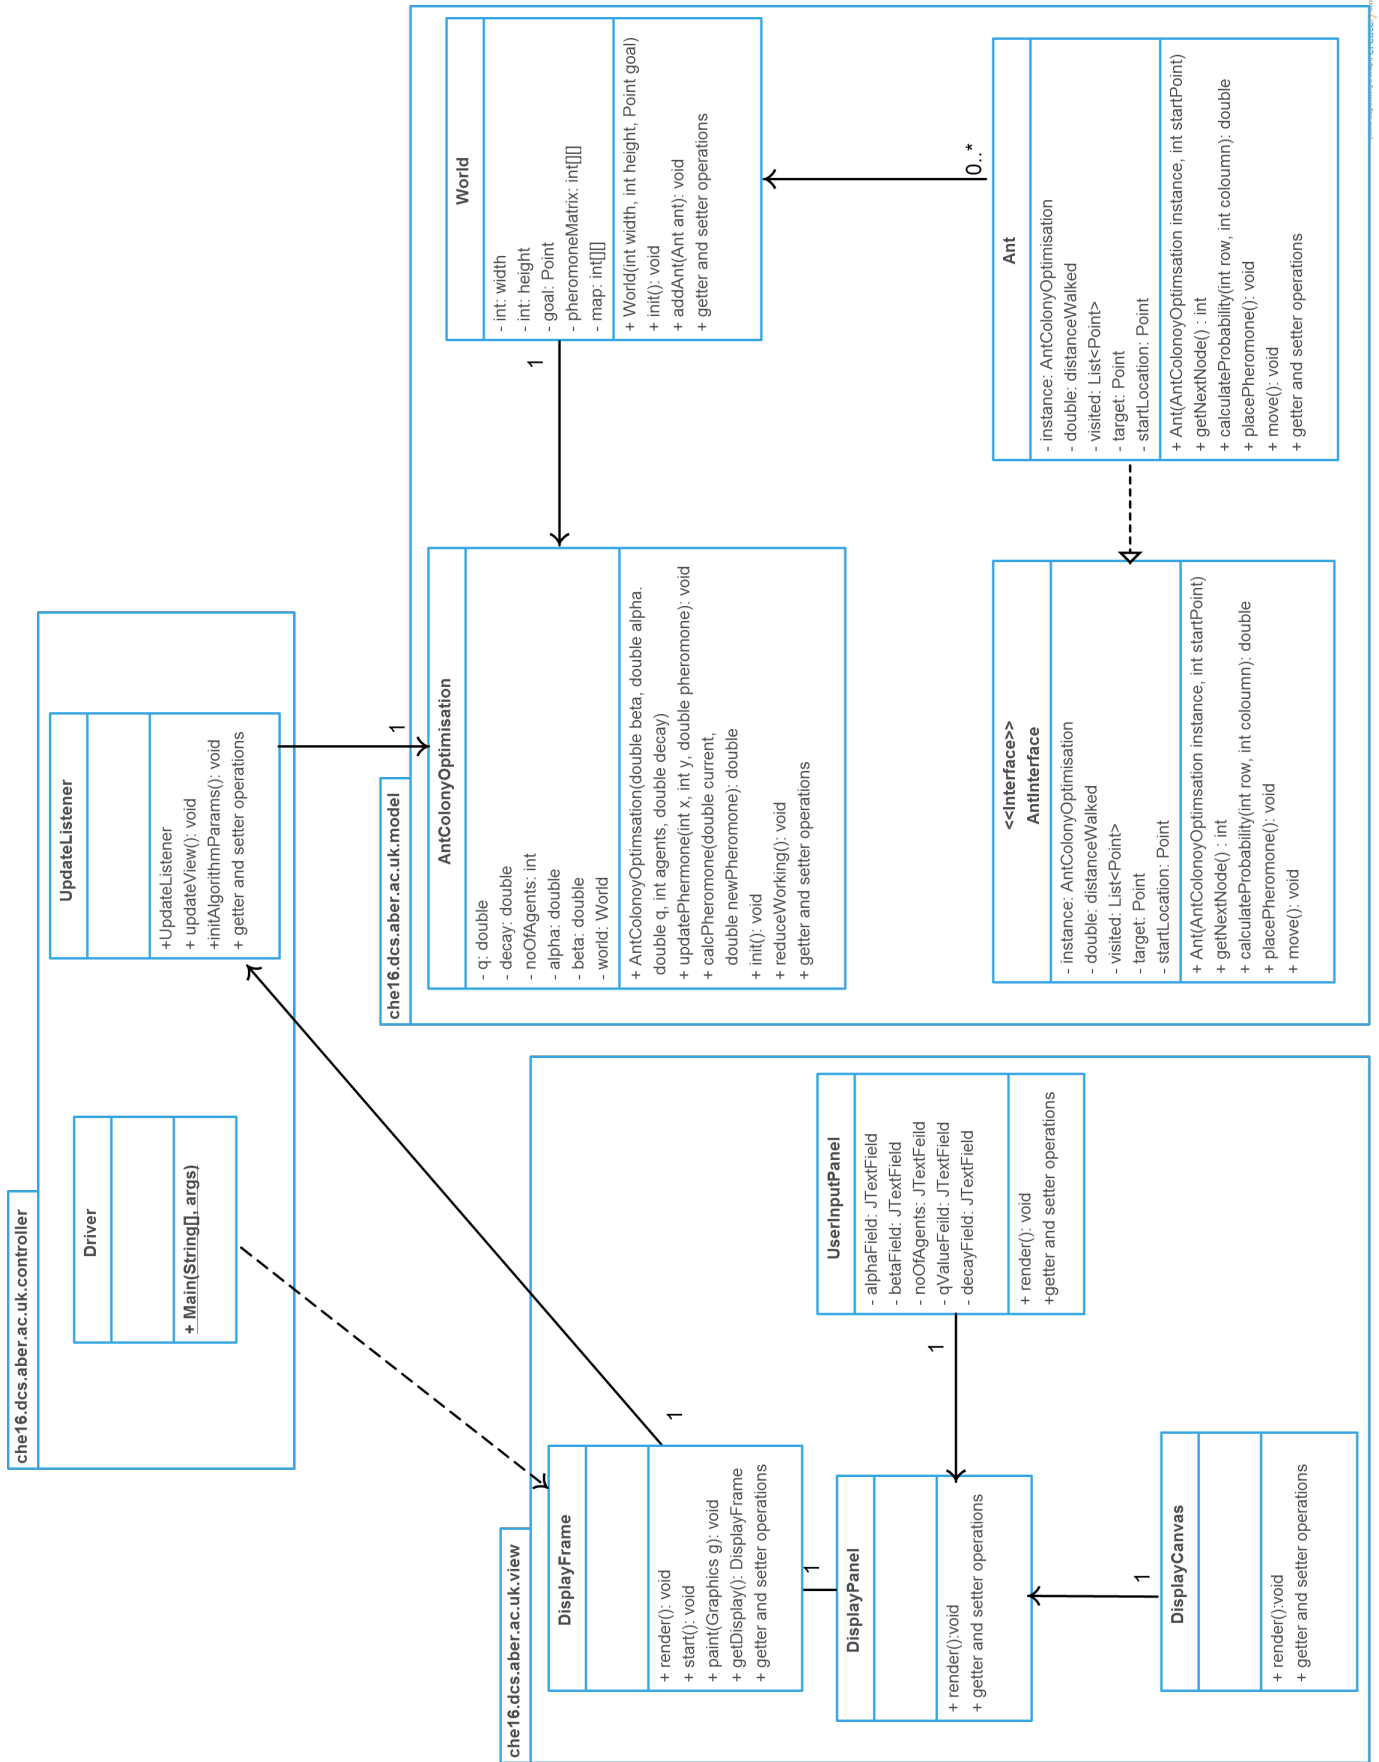 che16.dcs.aber.ac.uk.controller
Driver
+ Main(String[], args)
UpdateListener
+UpdateListener
+ updateView(): void
+initAlgorithmParams(): void
+ getter and setter operations
1
che16.dcs.aber.ac.uk.view
DisplayFrame
+ render(): void
+ start(): void
+ paint(Graphics g): void
+ getDisplay(): DisplayFrame
+ getter and setter operations
1
1
DisplayPanel
+ render():void
+ getter and setter operations
1
UserInputPanel
- alphaField: JTextField
- betaField: JTextField
- noOfAgents: JTextFeild
- qValueFeild: JTextField
- decayField: JTextField
+ render(): void
+getter and setter operations
1
DisplayCanvas
+ render():void
+ getter and setter operations
che16.dcs.aber.ac.uk.model
AntColonyOptimisation
- q: double
- decay: double
- noOfAgents: int
- alpha: double
- beta: double
- world: World
+ AntColonoyOptimsation(double beta, double alpha.
double q, int agents, double decay)
+ updatePhermone(int x, int y, double pheromone): void
+ calcPheromone(double current,
double newPheromone): double
+ init(): void
+ reduceWorking(): void
+ getter and setter operations
1
World
- int: width
- int: height
- goal: Point
- pheromoneMatrix: int[][]
- map: int[][]
+ World(int width, int height, Point goal)
+ init(): void
+ addAnt(Ant ant): void
+ getter and setter operations
0..*
<<Interface>>
AntInterface
- instance: AntColonyOptimisation
- double: distanceWalked
- visited: List<Point>
- target: Point
- startLocation: Point
+ Ant(AntColonoyOptimsation instance, int startPoint)
+ getNextNode() : int
+ calculateProbability(int row, int coloumn): double
+ placePheromone(): void
+ move(): void
Ant
- instance: AntColonyOptimisation
- double: distanceWalked
- visited: List<Point>
- target: Point
- startLocation: Point
+ Ant(AntColonoyOptimsation instance, int startPoint)
+ getNextNode() : int
+ calculateProbability(int row, int coloumn): double
+ placePheromone(): void
+ move(): void
+ getter and setter operations